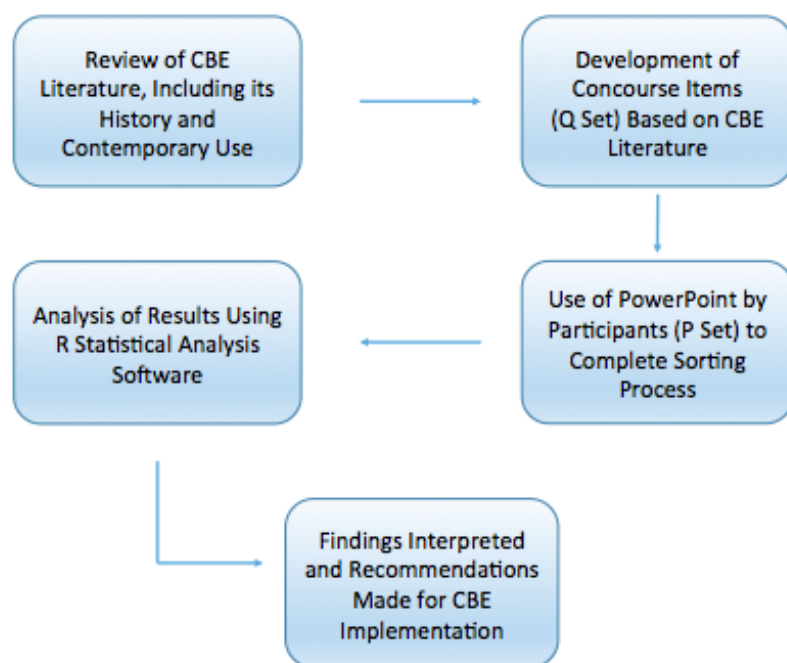 Review of CBE
Literature, Including its
History and
Contemporary Use
Development of
Concourse Items
(Q Set) Based on CBE
Literature
Use of PowerPoint by
Participants (P Set) to
Complete Sorting
Process
Analysis of Results Using
R Statistical Analysis
Software
Findings Interpreted
and Recommendations
Made for CBE
Implementation